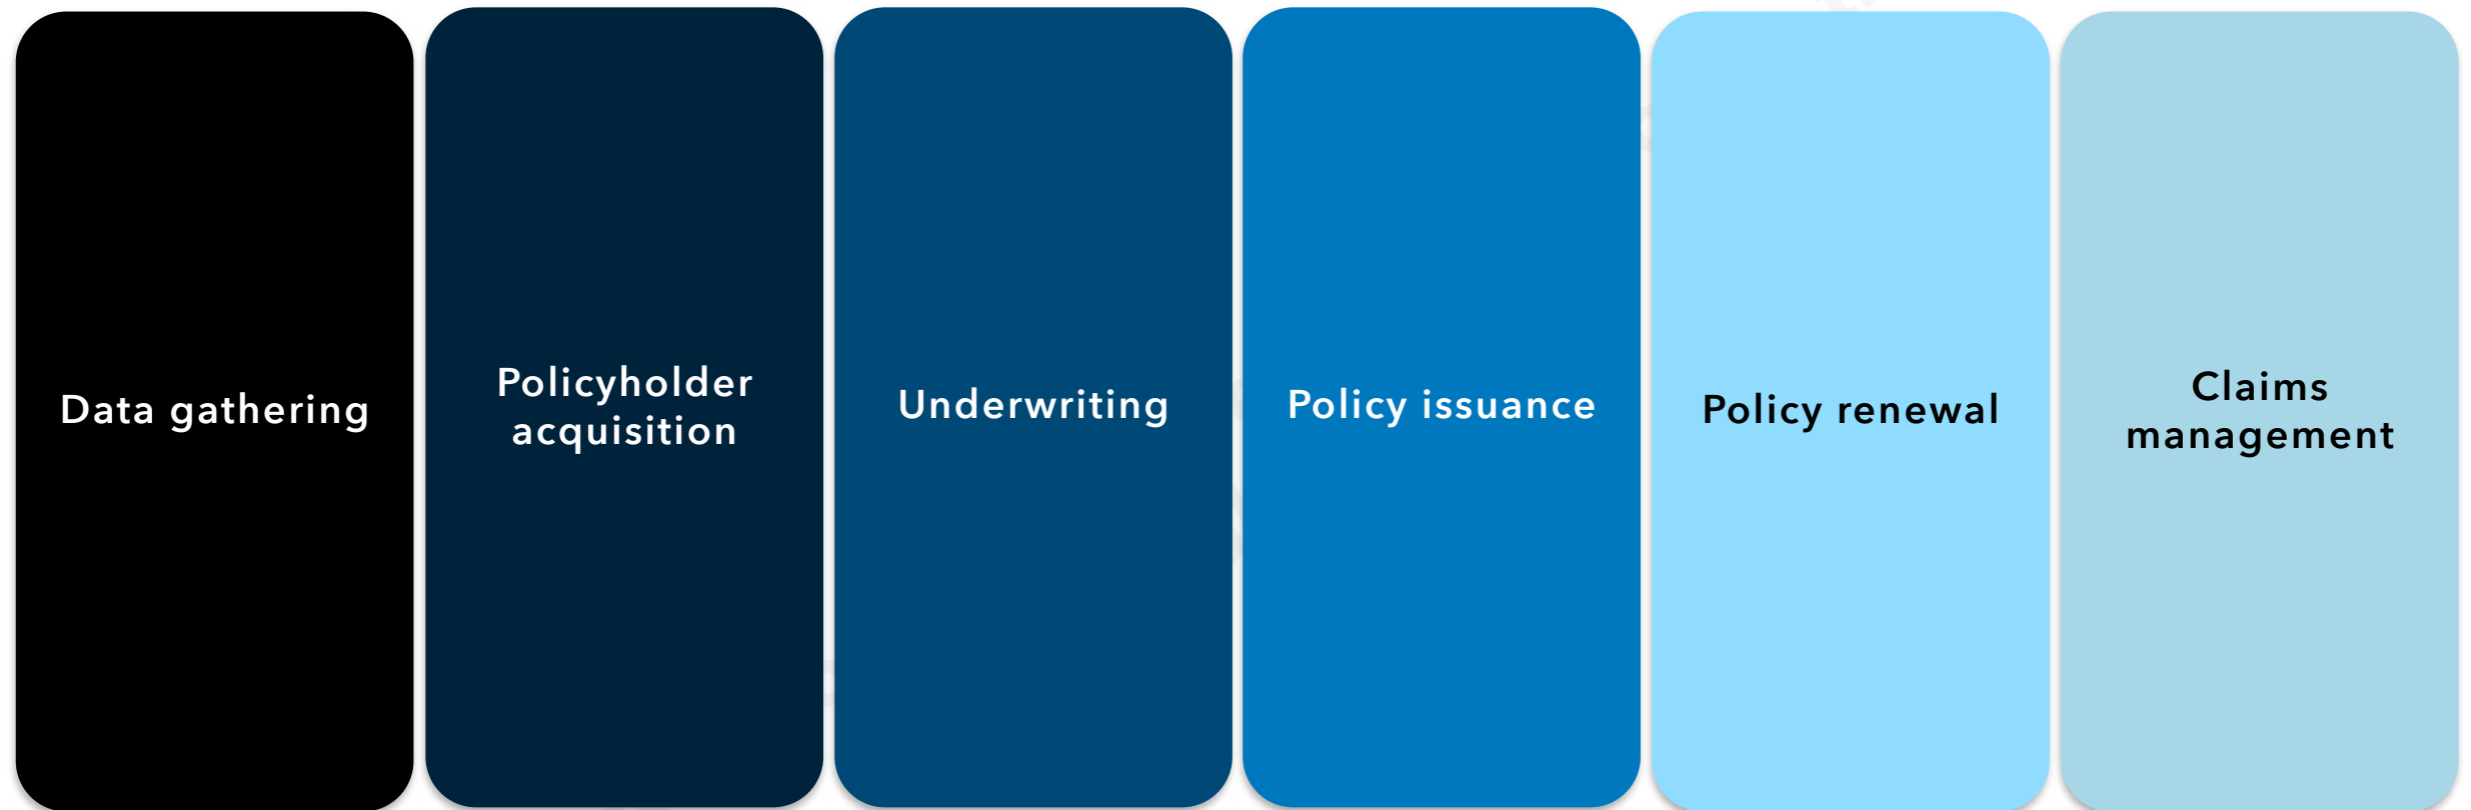 Data gathering
Policyholder
acquisition
Underwriting
Policy issuance
Policy renewal
Claims
management